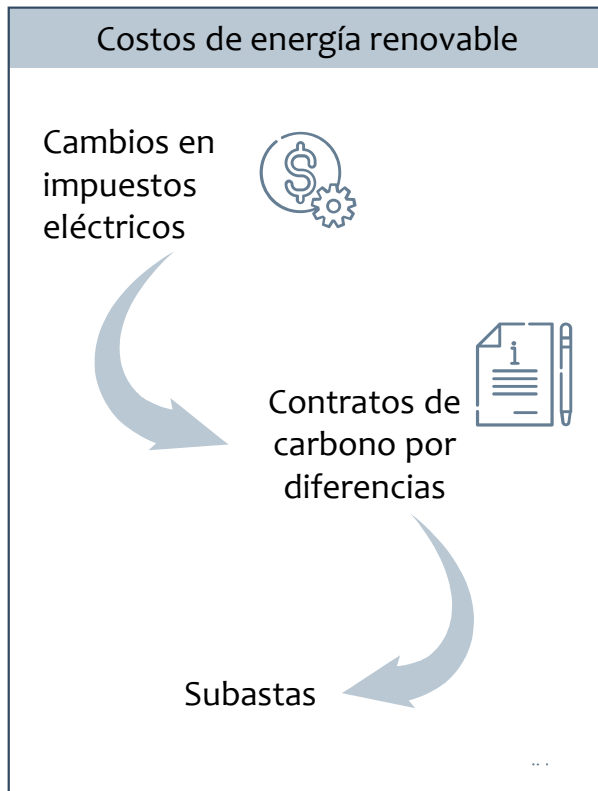 Costos de energía renovable
Cambios en
impuestos
eléctricos
i
Contratos de
carbono por
diferencias
Subastas